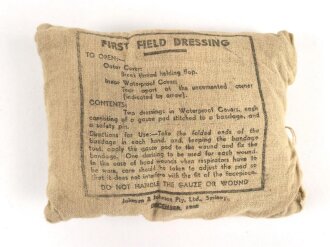 FIRST FIELD DRESSING
TO OPEN:—
Outer Cover:
Break thread holding flap.
Inner Waterproof Cover:
Tear apart at the uncemented corner
(indicated by arrow).
CONTENTS:
Two dressings in Waterproof Covers, each
consisting of a gauze pad stitched to a bandage, and
a safety pin.
Directions for Use:—Take the folded ends of the
bandage in each hand and, keeping the bandage
taut, apply the gauze pad to the wound and fix the
bandage. One dressing to be used for each wound.
In the case of head wounds when respirators have to
be worn, care should be taken to adjust the pad so
that it does not interfere with the fit of the facepiece.
DO NOT HANDLE THE GAUZE OR WOUND
Johnson & Johnson Pty. Ltd., Sydney,
DECEMBER,